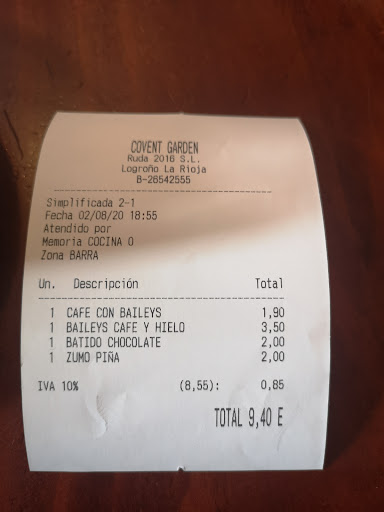 COVENT GARDEN
Ruda 2016 S.L.
Logroño La Rioja
B-26542555
Simplificada 2-1
Fecha 02/08/20 18:55
Atendido por
Memoria COCINA 0
Zona BARRA
Un. Descripción Total
1 CAFE CON BAILEYS 1,90
1 BAILEYS CAFE Y HIELO 3,50
1 BATIDO CHOCOLATE 2,00
1 ZUMO PIÑA 2,00
IVA 10% (8,55): 0,85
TOTAL 9,40 E